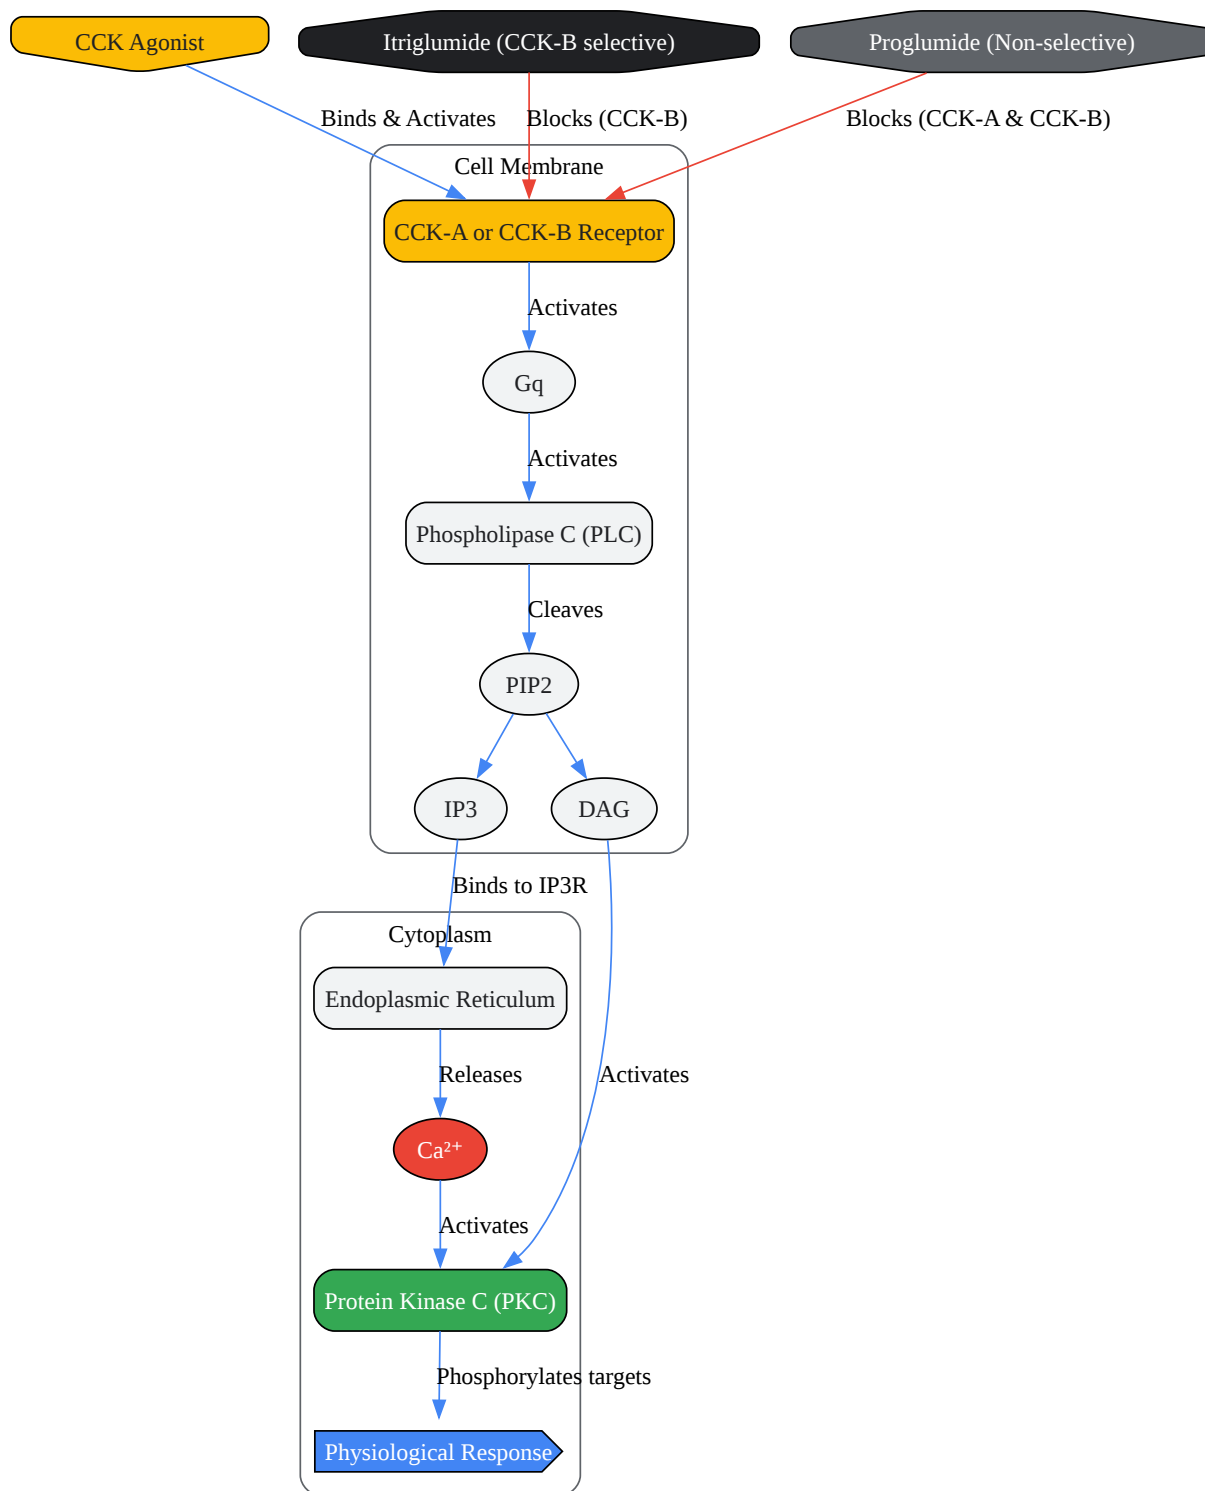 CCK Agonist
Itriglumide (CCK-B selective)
Proglumide (Non-selective)
Binds & Activates
Blocks (CCK-B)
Blocks (CCK-A & CCK-B)
Cell Membrane
CCK-A or CCK-B Receptor
Activates
Gq
Activates
Phospholipase C (PLC)
Cleaves
PIP2
IP3
DAG
Binds to IP3R
Cytoplasm
Endoplasmic Reticulum
Releases
Activates
Ca²⁺
Activates
Protein Kinase C (PKC)
Phosphorylates targets
Physiological Response